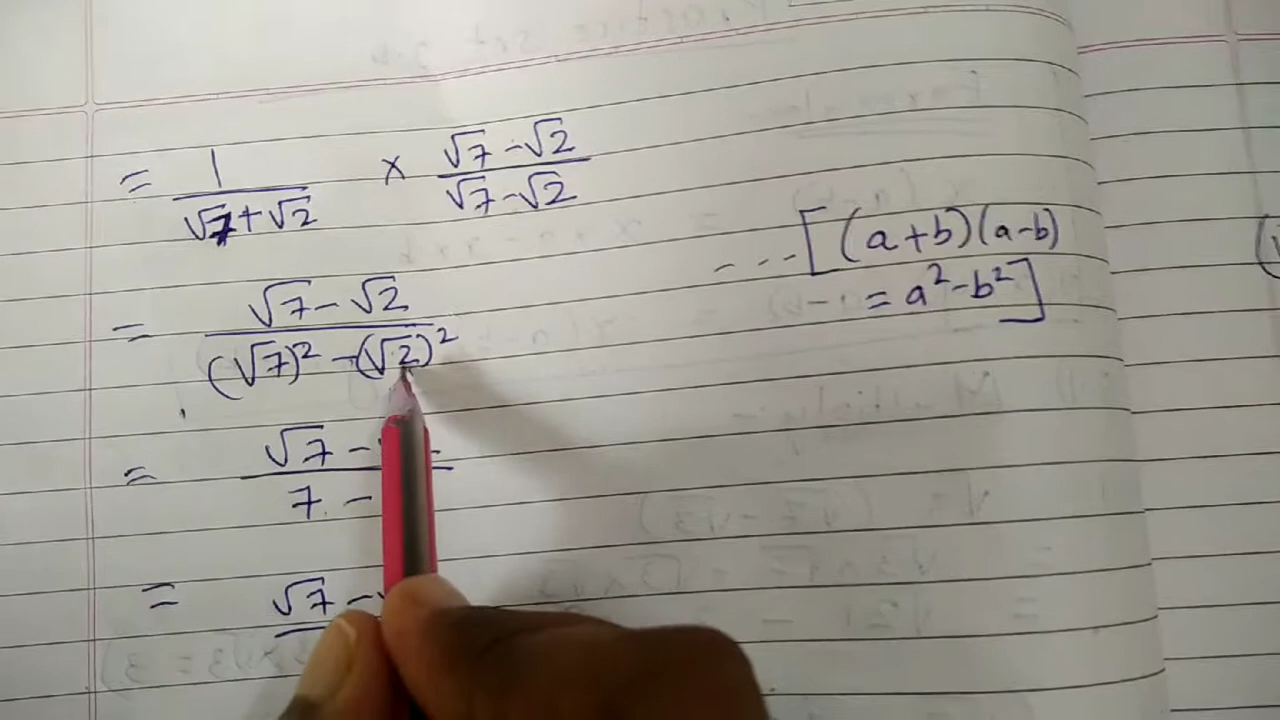 = 1/(√7+√2) × (√7-√2)/(√7-√2)
= (√7-√2)/((√7)²-(√2)²)
---[(a+b)(a-b)
= a²-b²]
= √7 -
7 -
= √7 -